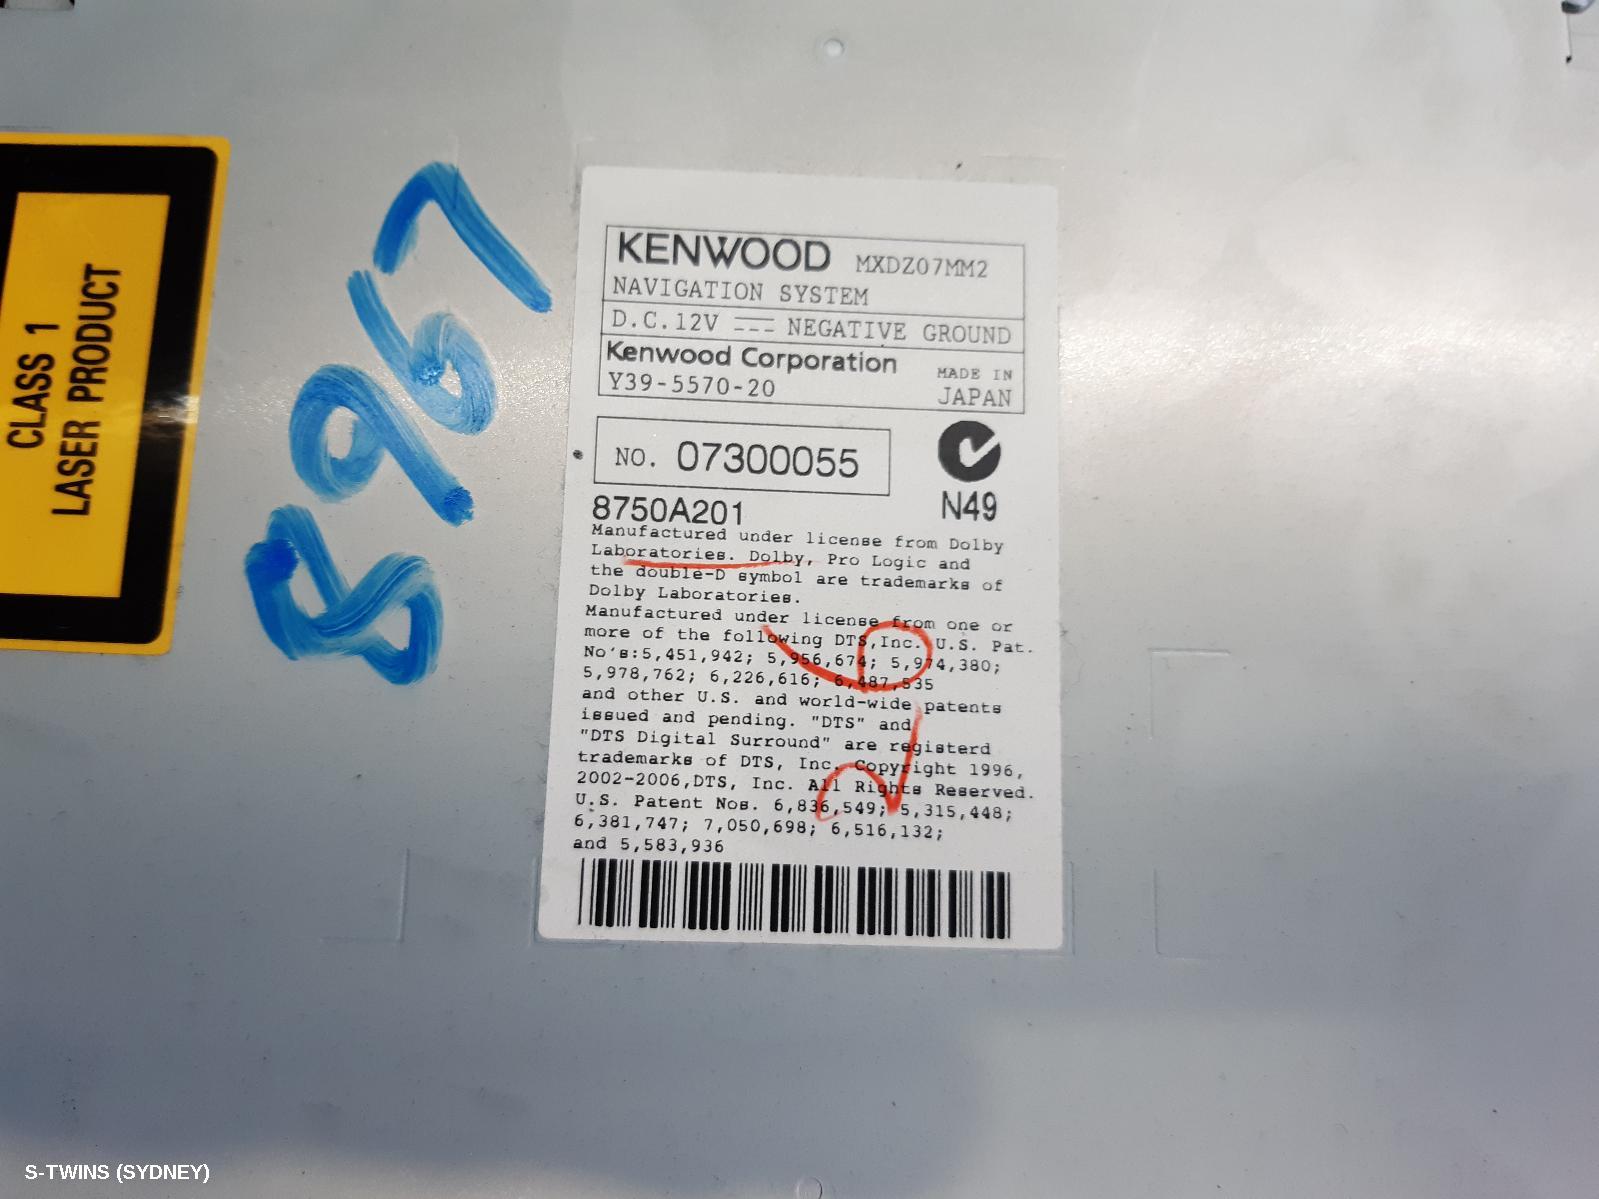 CLASS 1
LASER PRODUCT
8967
KENWOOD MXDZ07MM2
NAVIGATION SYSTEM
D.C.12V NEGATIVE GROUND
Kenwood Corporation
Y39-5570-20
MADE IN
JAPAN
NO. 07300055
N49
8750A201
Manufactured under license from Dolby
Laboratories. Dolby, Pro Logic and
the double-D symbol are trademarks of
Dolby Laboratories.
Manufactured under license from one or
more of the following DTS,Inc. U.S. Pat.
No's:5,451,942; 5,956,674; 5,974,380;
5,978,762; 6,226,616; 6,487,535
and other U.S. and world-wide patents
issued and pending. "DTS" and
"DTS Digital Surround" are registerd
trademarks of DTS, Inc. Copyright 1996,
2002-2006,DTS, Inc. All Rights Reserved.
U.S. Patent Nos. 6,836,549; 5,315,448;
6,381,747; 7,050,698; 6,516,132;
and 5,583,936
S-TWINS (SYDNEY)